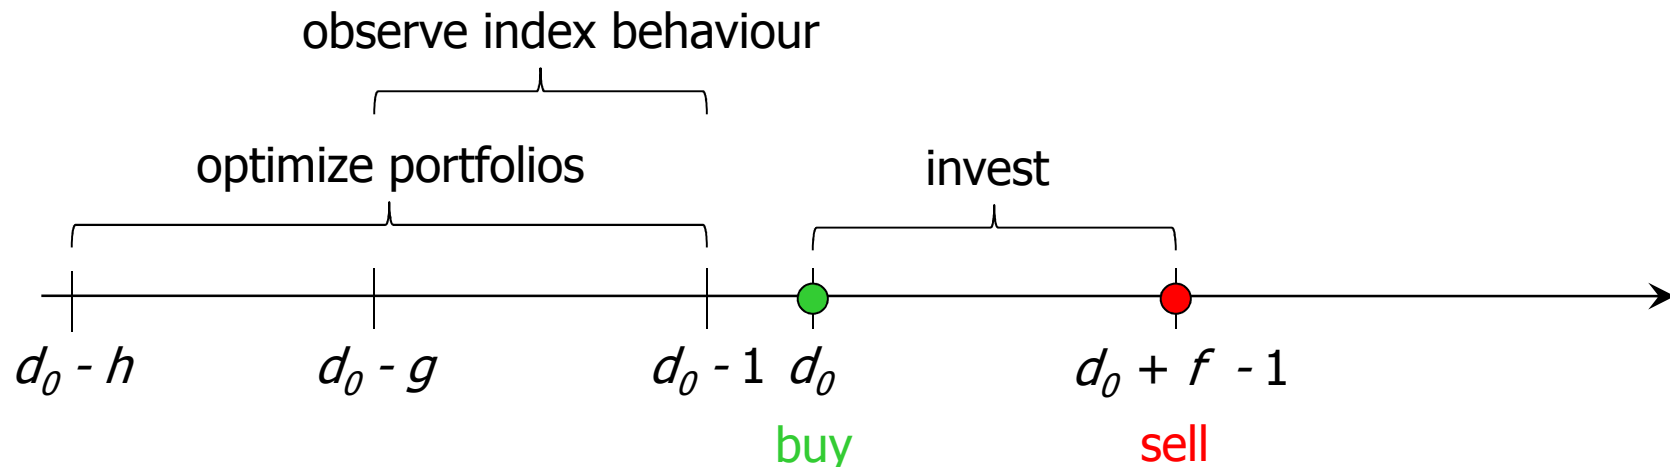 observe index behaviour
optimize portfolios
invest
d₀ - h
d₀ - g
d₀ - 1
d₀
d₀ + f - 1
buy
sell